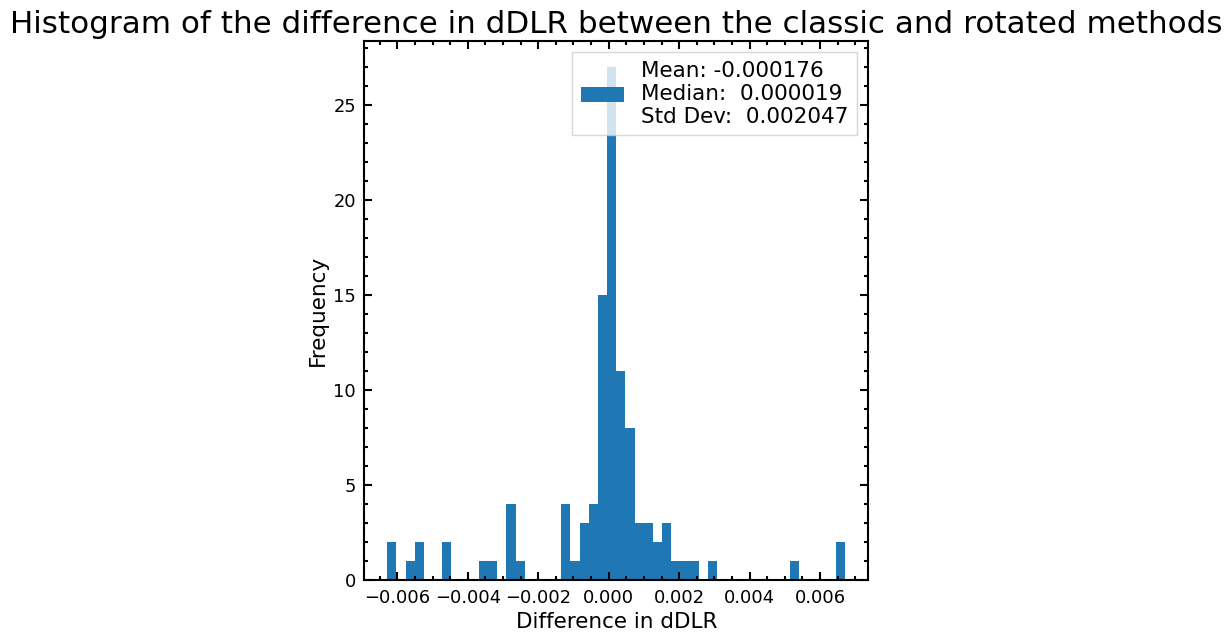 Histogram of the difference in dDLR between the classic and rotated methods
Mean: -0.000176
Median:  0.000019
Std Dev:  0.002047
25
20
15
10
5
0
Frequency
−0.006 −0.004 −0.002 0.000 0.002 0.004 0.006
Difference in dDLR